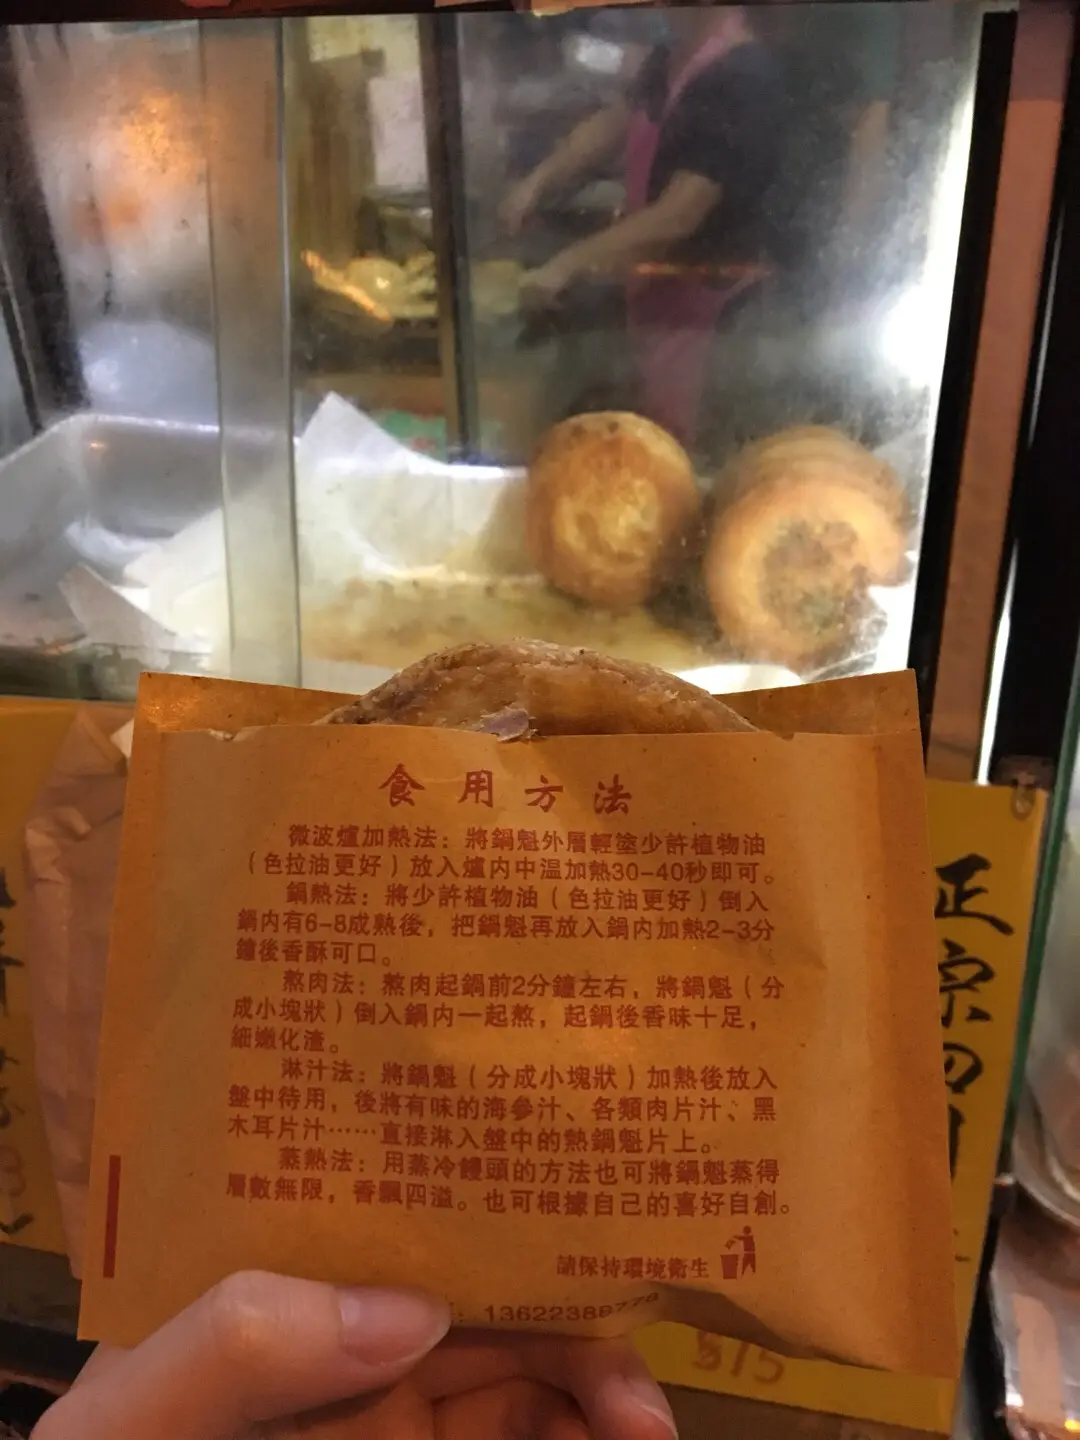 食用方法
微波爐加熱法：將鍋魁外層輕塗少許植物油
（色拉油更好）放入爐内中溫加熱30-40秒即可。
鍋熱法：將少許植物油（色拉油更好）倒入
鍋内有6-8成熟後，把鍋魁再放入鍋内加熱2-3分
鐘後香酥可口。
熬肉法：熬肉起鍋前2分鐘左右，將鍋魁（分
成小塊狀）倒入鍋内一起熬，起鍋後香味十足，
細嫩化渣。
淋汁法：將鍋魁（分成小塊狀）加熱後放入
盤中待用，後將有味的海參汁、各類肉片汁、黑
木耳片汁……直接淋入盤中的熱鍋魁片上。
蒸熱法：用蒸冷饅頭的方法也可將鍋魁蒸得
層數無限，香飄四溢。也可根據自己的喜好自創。
請保持環境衛生
13622388778
正宗四川
$15